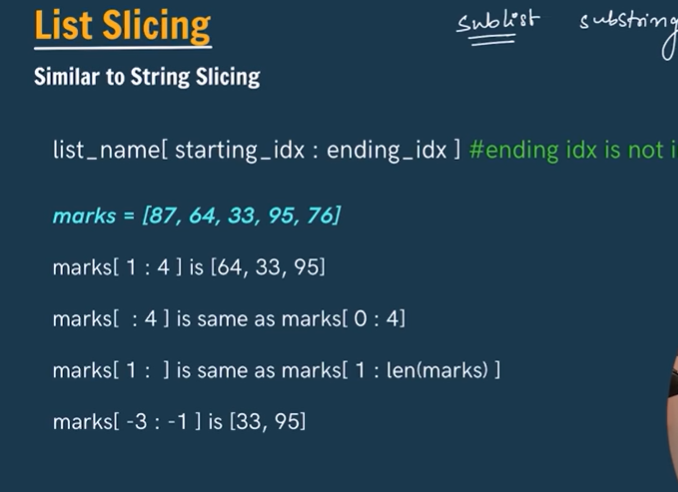 List Slicing
sublist substring
Similar to String Slicing
list_name[ starting_idx : ending_idx ] #ending idx is not i
marks = [87, 64, 33, 95, 76]
marks[ 1 : 4 ] is [64, 33, 95]
marks[ : 4 ] is same as marks[ 0 : 4]
marks[ 1 : ] is same as marks[ 1 : len(marks) ]
marks[ -3 : -1 ] is [33, 95]